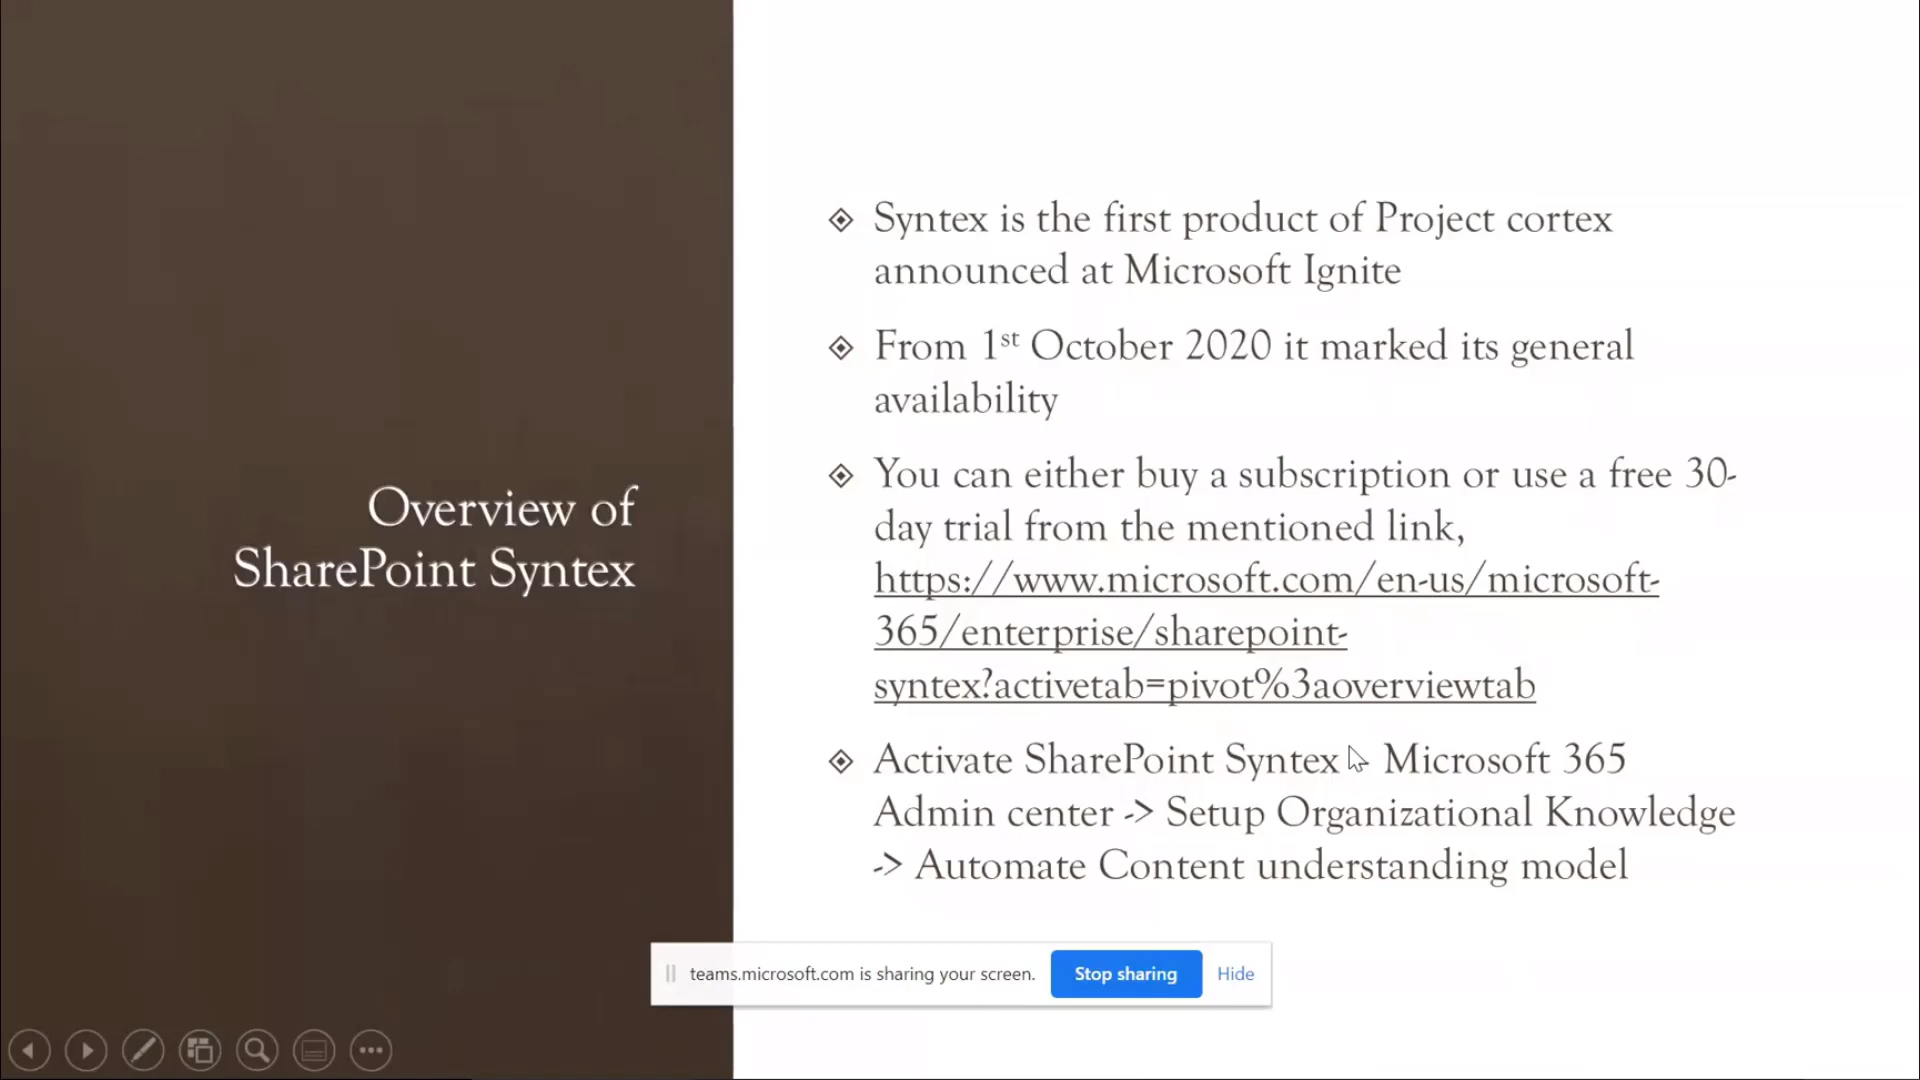 Overview of
SharePoint Syntex
Syntex is the first product of Project cortex
announced at Microsoft Ignite
From 1st October 2020 it marked its general
availability
You can either buy a subscription or use a free 30-
day trial from the mentioned link,
https://www.microsoft.com/en-us/microsoft-
365/enterprise/sharepoint-
syntex?activetab=pivot%3aoverviewtab
Activate SharePoint Syntex - Microsoft 365
Admin center -> Setup Organizational Knowledge
-> Automate Content understanding model
teams.microsoft.com is sharing your screen.
Stop sharing
Hide